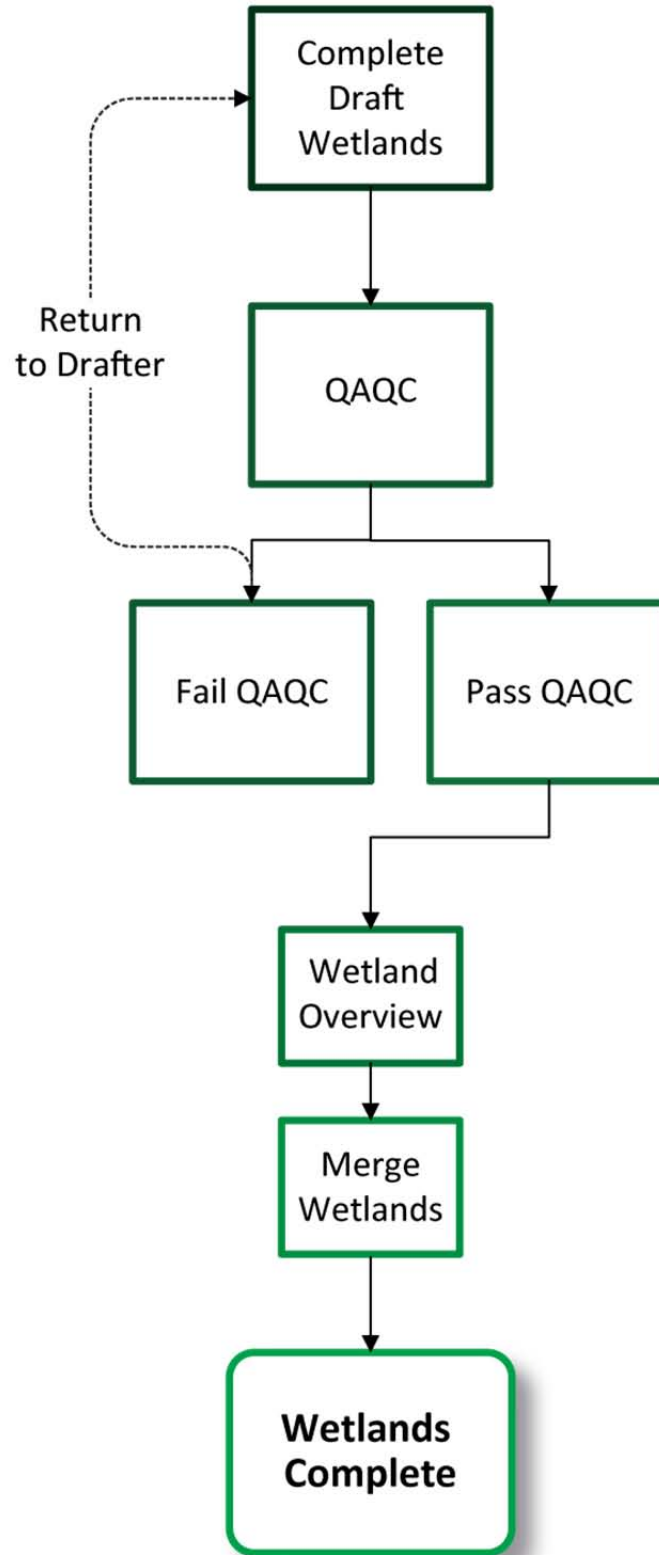 Complete
Draft
Wetlands
Return
to Drafter
QAQC
Fail QAQC
Pass QAQC
Wetland
Overview
Merge
Wetlands
Wetlands
Complete